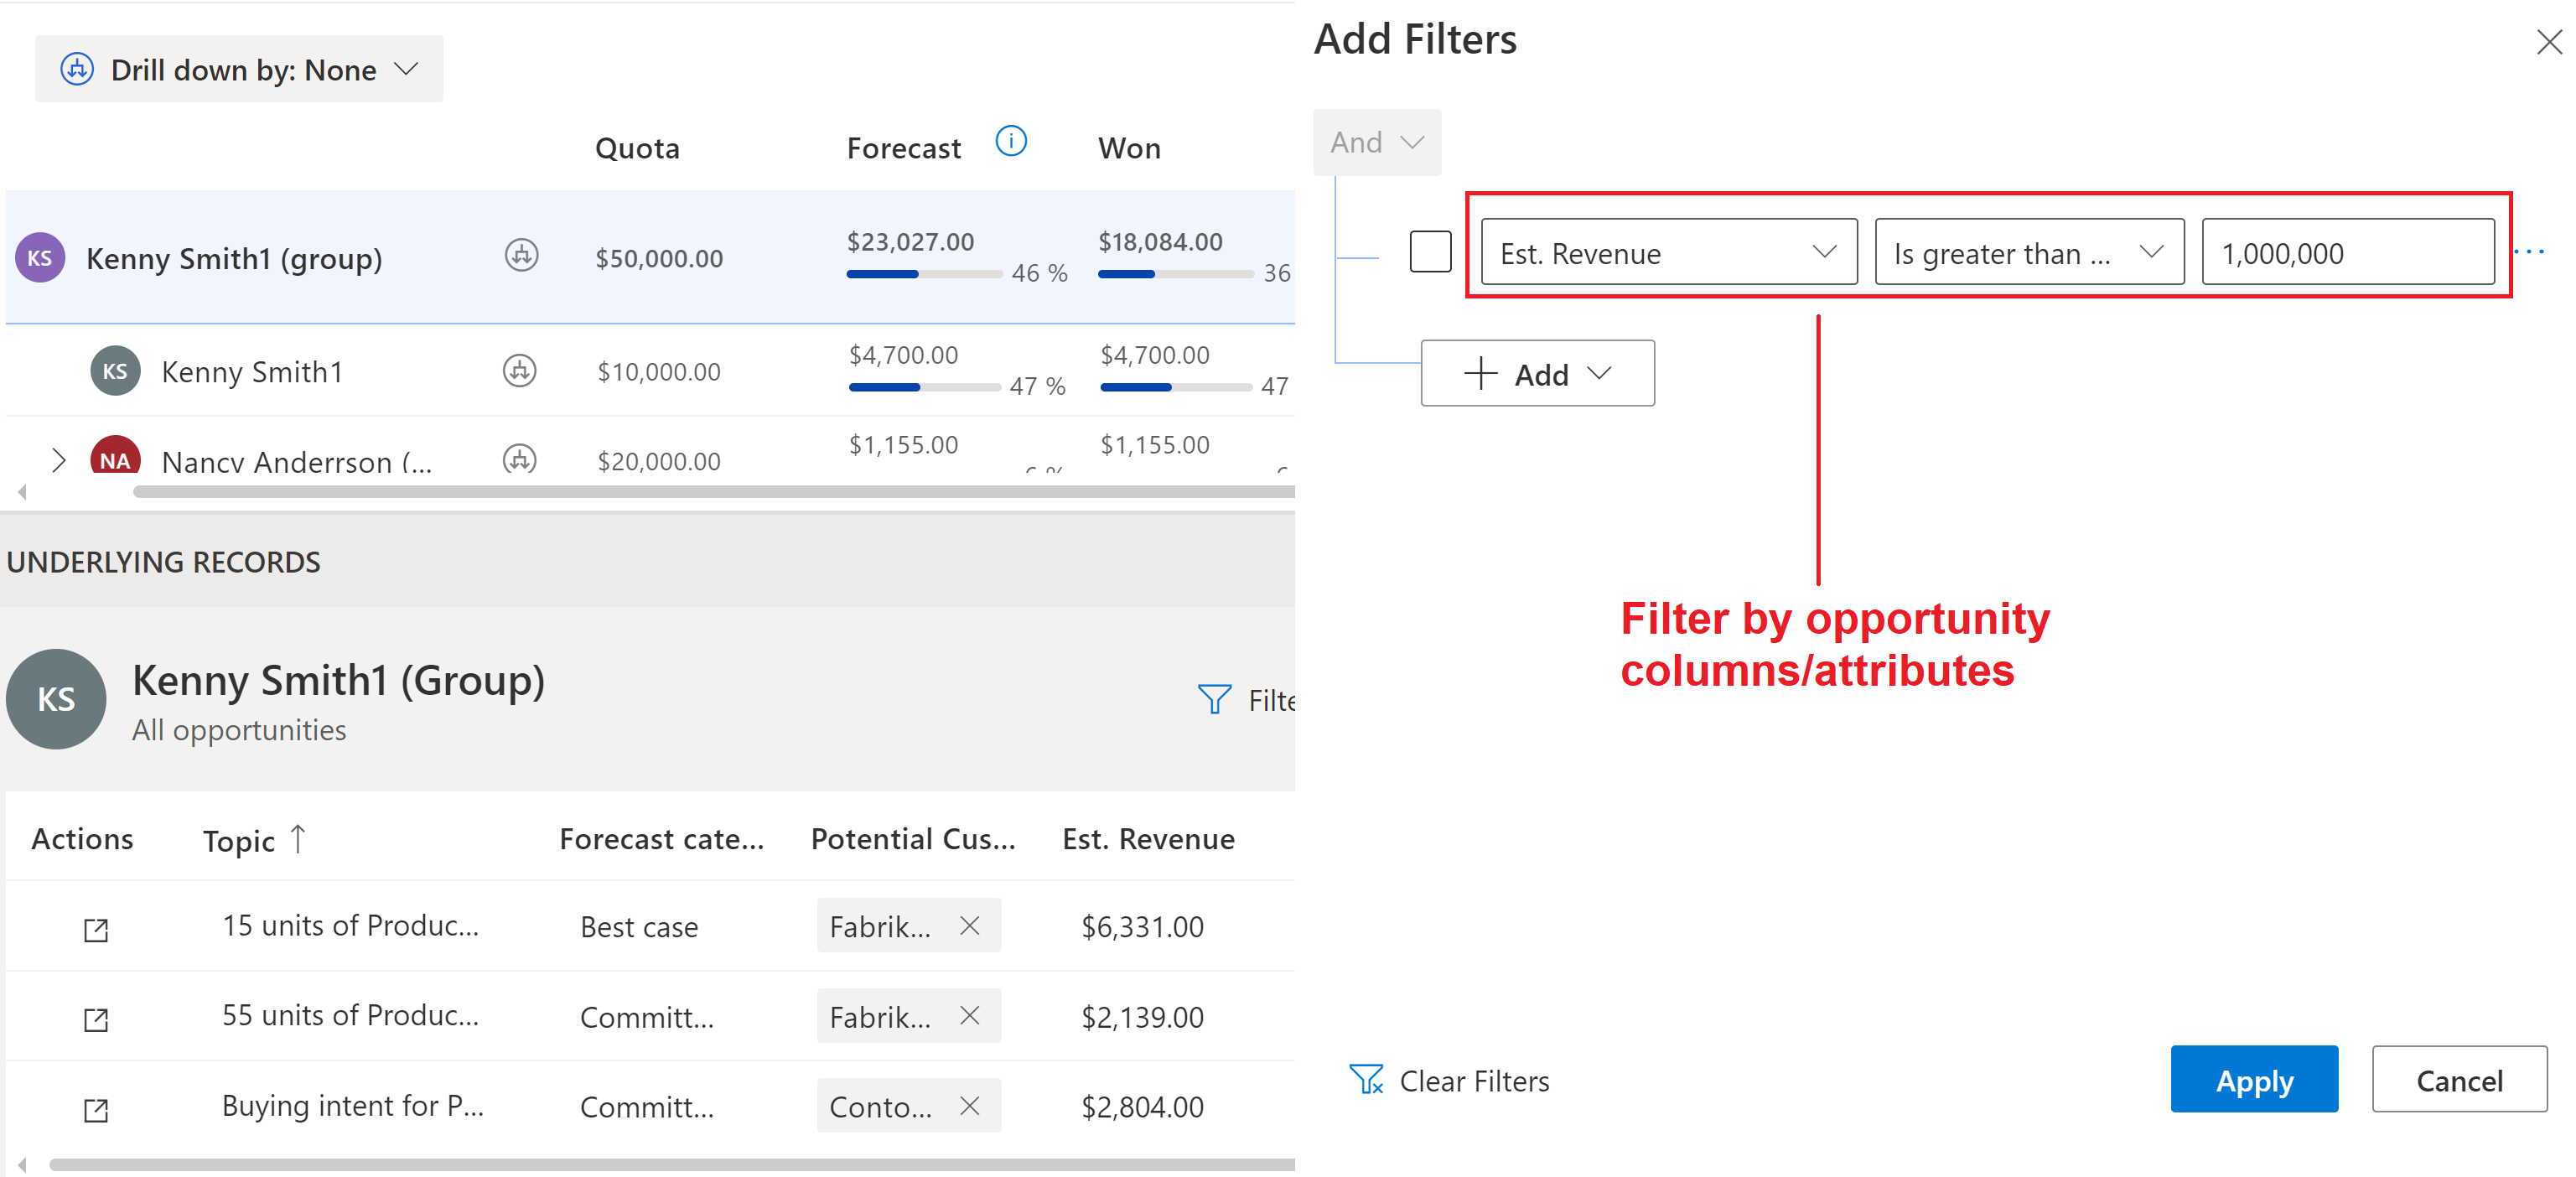 Drill down by: None
Quota Forecast Won
KS Kenny Smith1 (group) $50,000.00 $23,027.00 46 % $18,084.00 36
KS Kenny Smith1 $10,000.00 $4,700.00 47 % $4,700.00 47
NA Nancy Anderrson (... $20,000.00 $1,155.00 6 % $1,155.00 6
UNDERLYING RECORDS
KS Kenny Smith1 (Group)
All opportunities
Actions Topic Forecast cate... Potential Cus... Est. Revenue
15 units of Produc... Best case Fabrik... $6,331.00
55 units of Produc... Committ... Fabrik... $2,139.00
Buying intent for P... Committ... Conto... $2,804.00
Add Filters
And
Est. Revenue Is greater than ... 1,000,000
Add
Filter by opportunity
columns/attributes
Clear Filters Apply Cancel